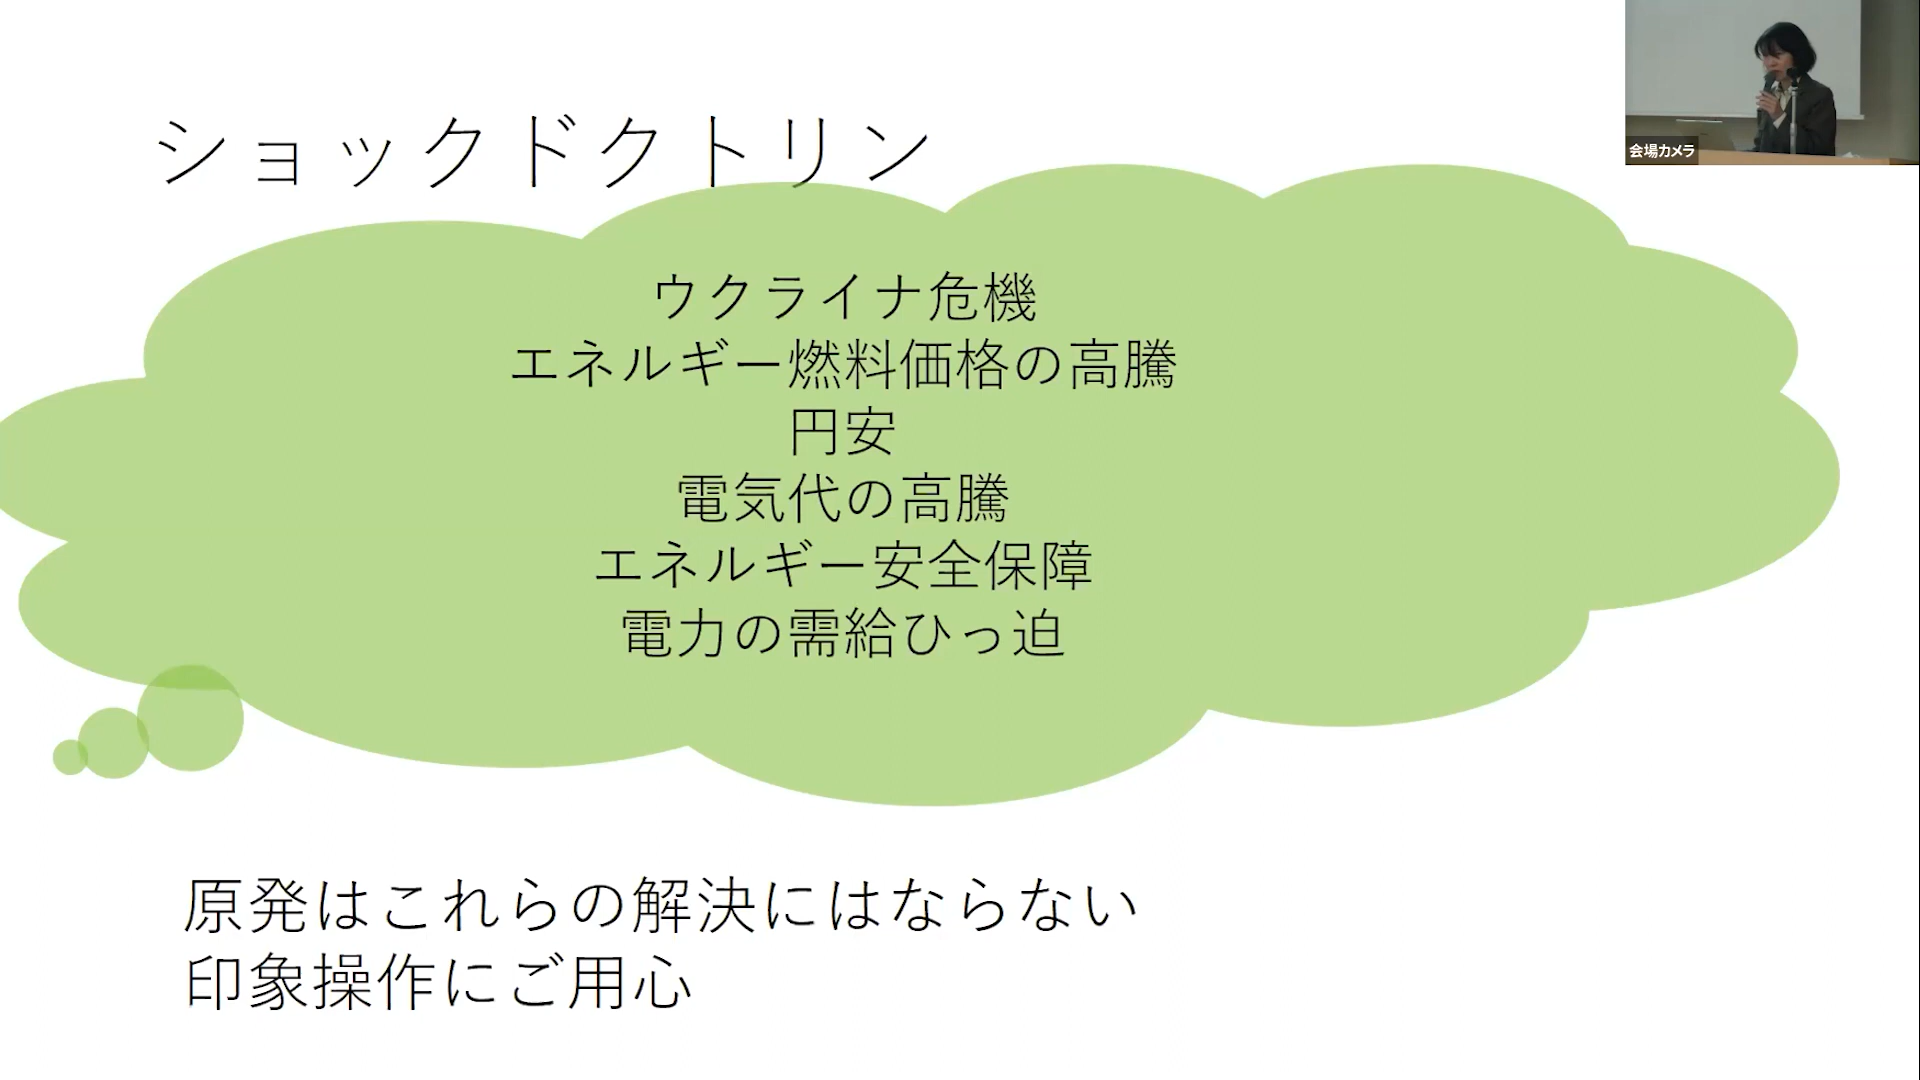 ショックドクトリン
会場カメラ
ウクライナ危機
エネルギー燃料価格の高騰
円安
電気代の高騰
エネルギー安全保障
電力の需給ひっ迫
原発はこれらの解決にはならない
印象操作にご用心